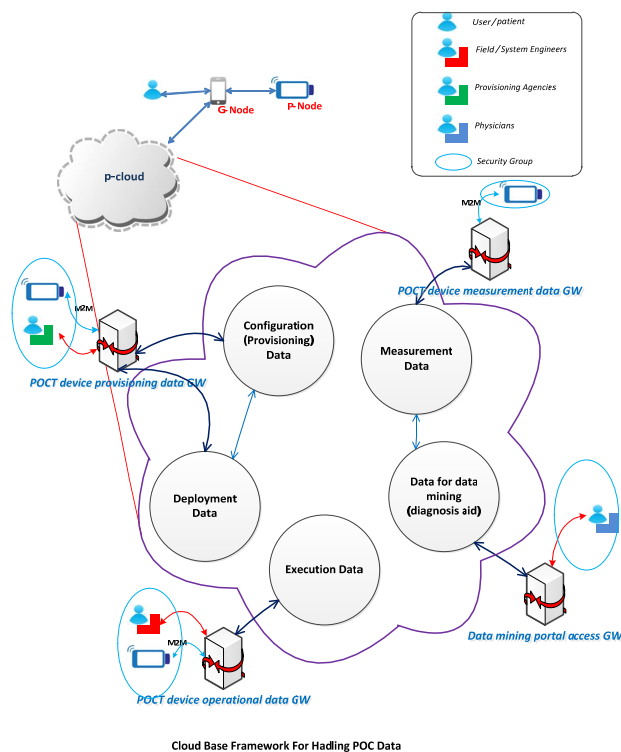 User/patient
Field/System Engineers
Provisioning Agencies
Physicians
Security Group
G-Node
P-Node
p-cloud
M2M
POCT device measurement data GW
M2M
POCT device provisioning data GW
Configuration
(Provisioning)
Data
Measurement
Data
Deployment
Data
Data for data
mining
(diagnosis aid)
Execution Data
M2M
POCT device operational data GW
Data mining portal access GW
Cloud Base Framework For Hadling POC Data